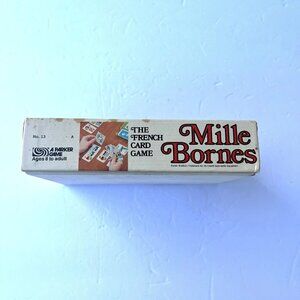 No. 13 A
A PARKER
GAME
Ages 8 to adult
THE
FRENCH
CARD
GAME
Mille
Bornes